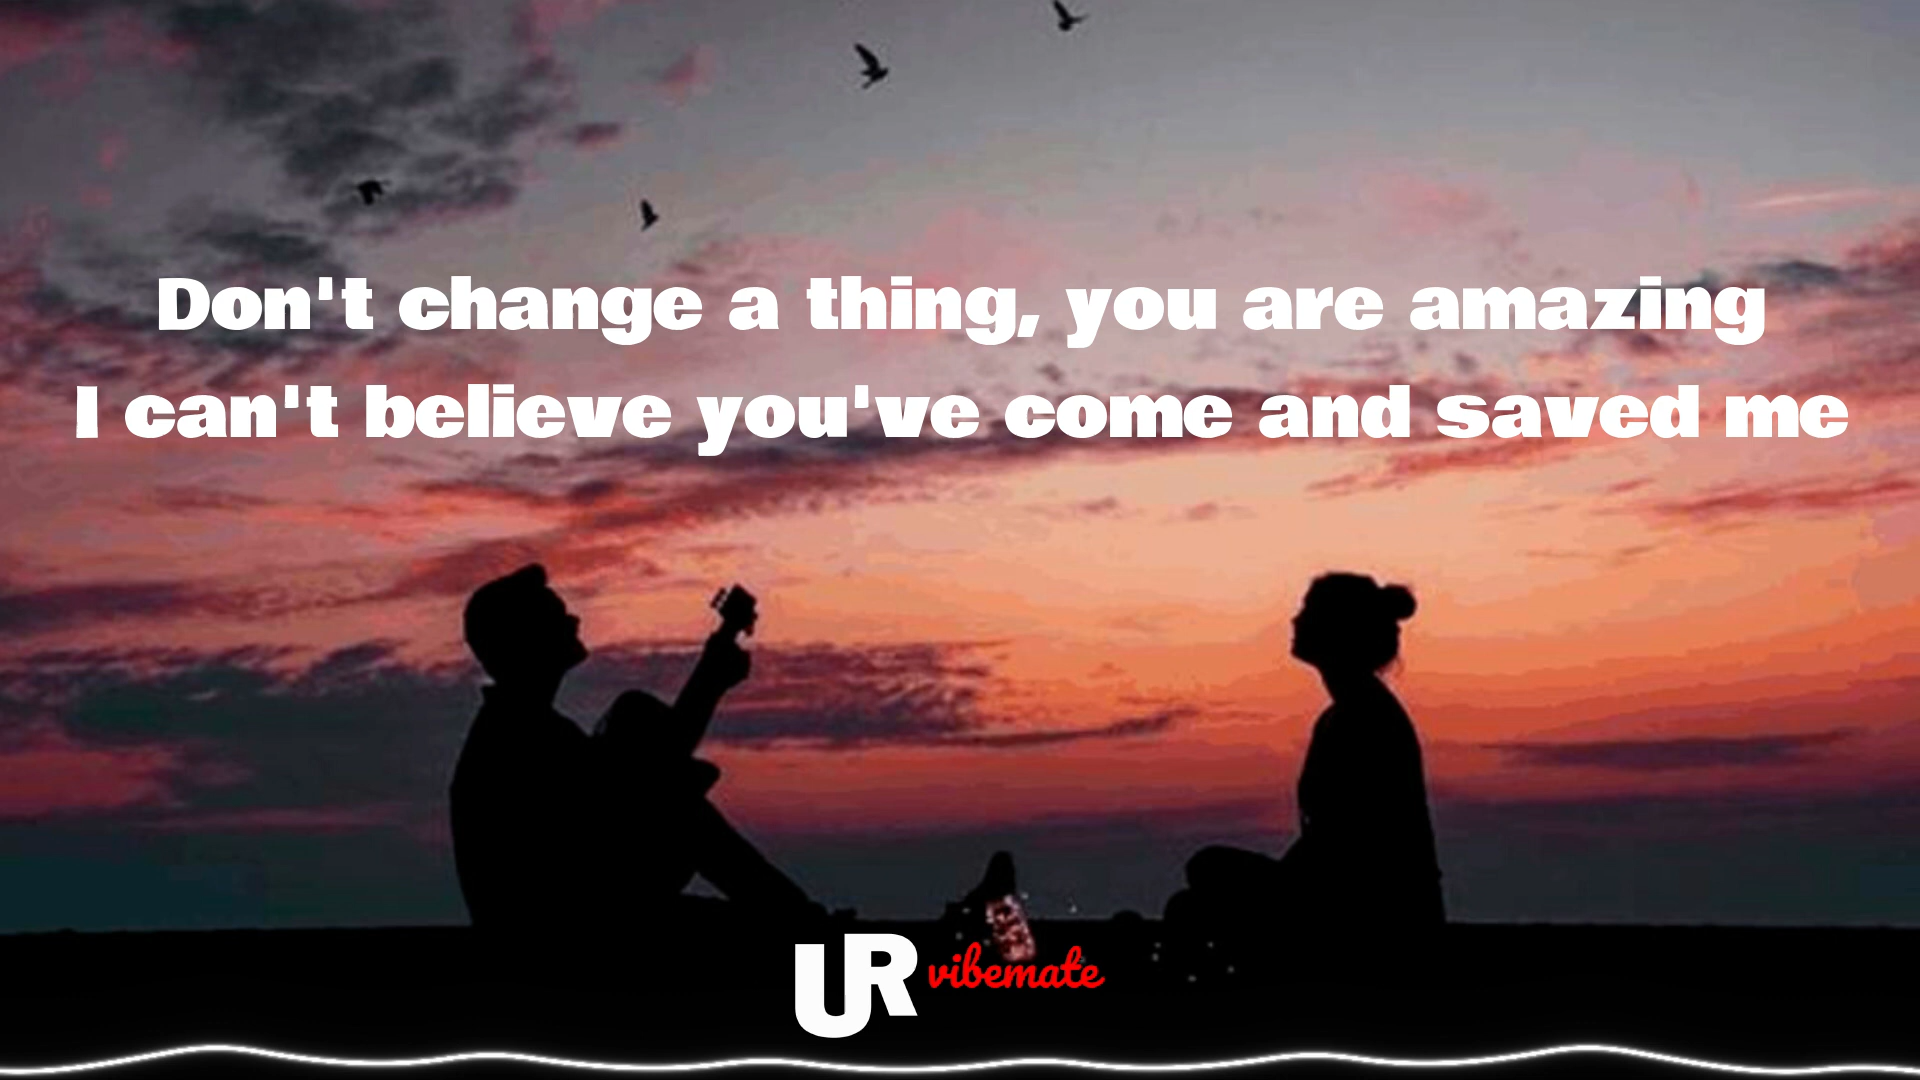 Don't change a thing, you are amazing
I can't believe you've come and saved me
UR vibemate